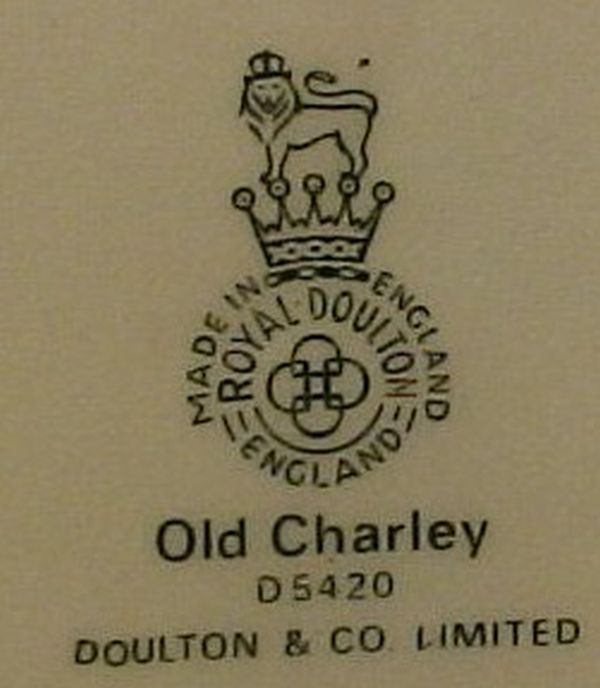 MADE IN ENGLAND
ROYAL DOULTON
ENGLAND
Old Charley
D5420
DOULTON & CO. LIMITED